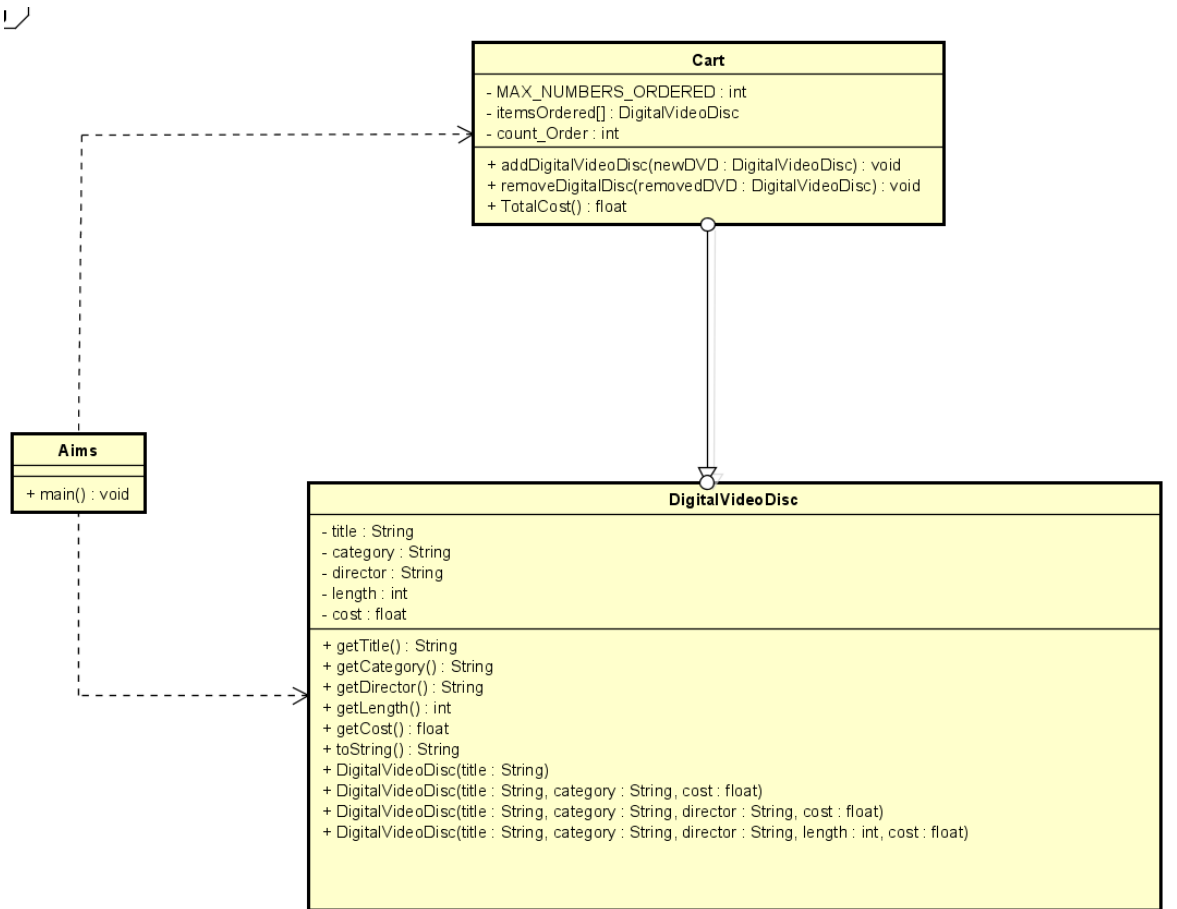 Cart
- MAX_NUMBERS_ORDERED : int
- itemsOrdered[] : DigitalVideoDisc
- count_Order : int
+ addDigitalVideoDisc(newDVD : DigitalVideoDisc) : void
+ removeDigitalDisc(removedDVD : DigitalVideoDisc) : void
+ TotalCost() : float
Aims
+ main() : void
DigitalVideoDisc
- title : String
- category : String
- director : String
- length : int
- cost : float
+ getTitle() : String
+ getCategory() : String
+ getDirector() : String
+ getLength() : int
+ getCost() : float
+ toString() : String
+ DigitalVideoDisc(title : String)
+ DigitalVideoDisc(title : String, category : String, cost : float)
+ DigitalVideoDisc(title : String, category : String, director : String, cost : float)
+ DigitalVideoDisc(title : String, category : String, director : String, length : int, cost : float)